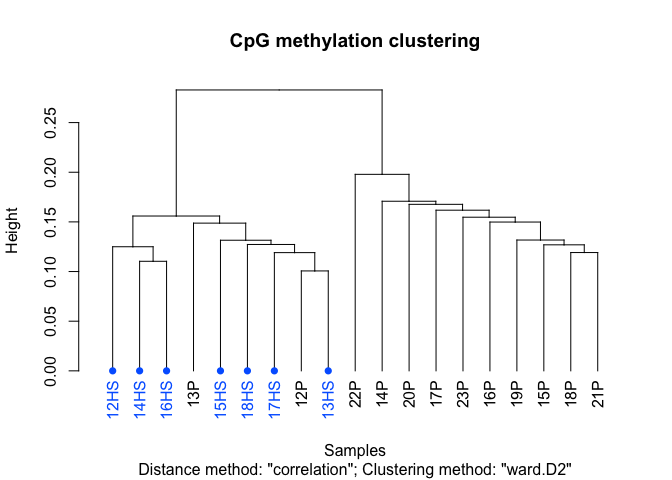 CpG methylation clustering
Height
0.25
0.20
0.15
0.10
0.05
0.00
12HS
14HS
16HS
13P
15HS
18HS
17HS
12P
13HS
22P
14P
20P
17P
23P
16P
19P
15P
18P
21P
Samples
Distance method: "correlation"; Clustering method: "ward.D2"